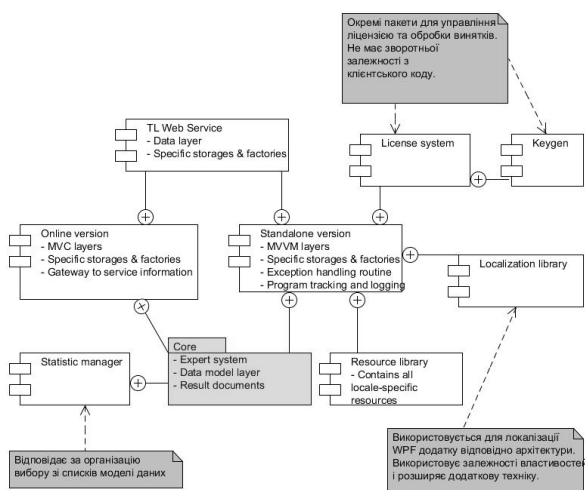 Окремі пакети для управління
ліцензією та обробки винятків.
Не має зворотньої
залежності з
клієнтського коду.
TL Web Service
- Data layer
- Specific storages & factories
License system
Keygen
Online version
- MVC layers
- Specific storages & factories
- Gateway to service information
Standalone version
- MVVM layers
- Specific storages & factories
- Exception handling routine
- Program tracking and logging
Localization library
Core
- Expert system
- Data model layer
- Result documents
Statistic manager
Resource library
- Contains all
locale-specific
resources
Відповідає за організацію
вибору зі списків моделі даних
Використовується для локалізації
WPF додатку відповідно архітектури.
Використовує залежності властивостей
і розширяє додаткову техніку.